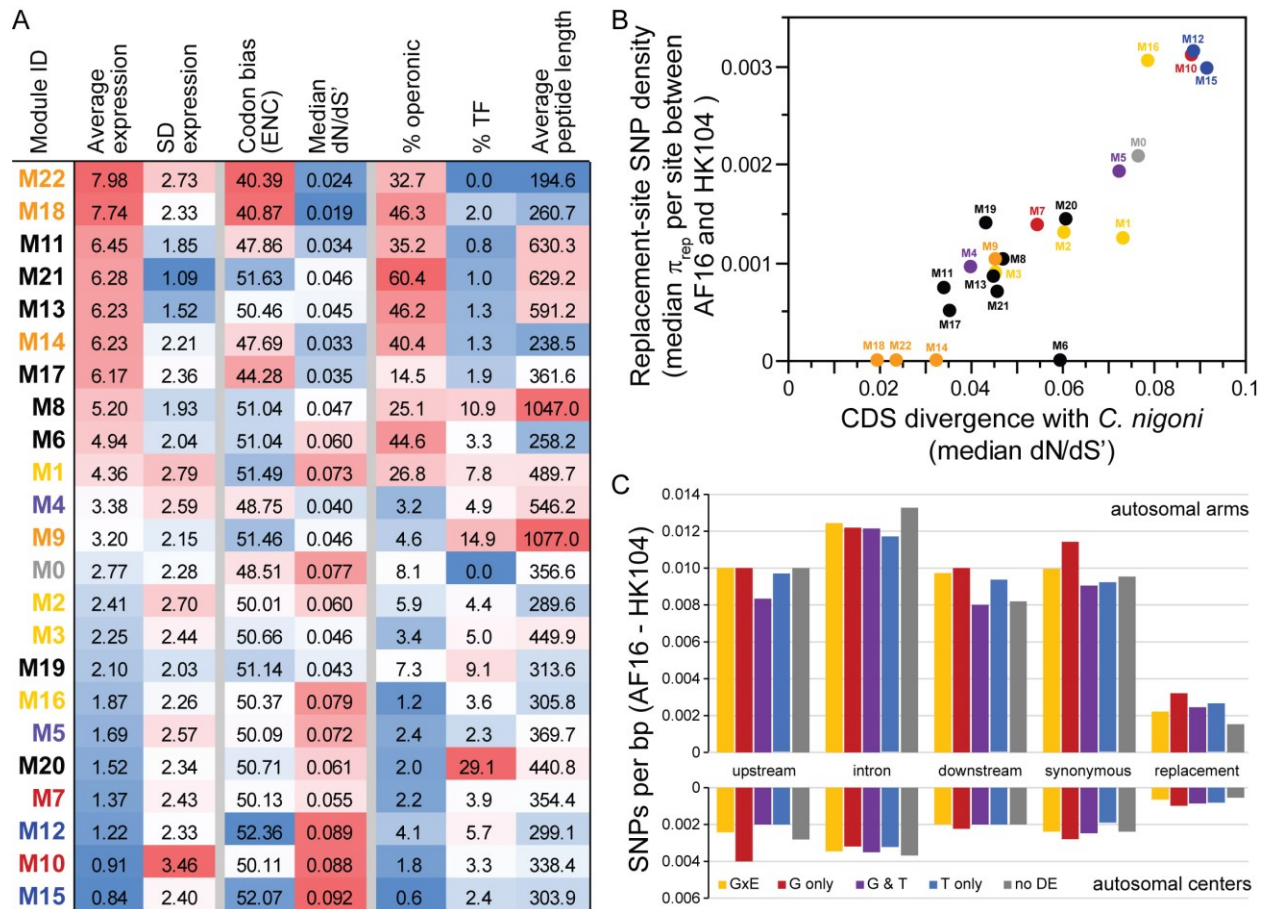 A
Module ID
Average expression
SD expression
Codon bias (ENC)
Median dN/dS'
% operonic
% TF
Average peptide length
M22 7.98 2.73 40.39 0.024 32.7 0.0 194.6
M18 7.74 2.33 40.87 0.019 46.3 2.0 260.7
M11 6.45 1.85 47.86 0.034 35.2 0.8 630.3
M21 6.28 1.09 51.63 0.046 60.4 1.0 629.2
M13 6.23 1.52 50.46 0.045 46.2 1.3 591.2
M14 6.23 2.21 47.69 0.033 40.4 1.3 238.5
M17 6.17 2.36 44.28 0.035 14.5 1.9 361.6
M8 5.20 1.93 51.04 0.047 25.1 10.9 1047.0
M6 4.94 2.04 51.04 0.060 44.6 3.3 258.2
M1 4.36 2.79 51.49 0.073 26.8 7.8 489.7
M4 3.38 2.59 48.75 0.040 3.2 4.9 546.2
M9 3.20 2.15 51.46 0.046 4.6 14.9 1077.0
M0 2.77 2.28 48.51 0.077 8.1 0.0 356.6
M2 2.41 2.70 50.01 0.060 5.9 4.4 289.6
M3 2.25 2.44 50.66 0.046 3.4 5.0 449.9
M19 2.10 2.03 51.14 0.043 7.3 9.1 313.6
M16 1.87 2.26 50.37 0.079 1.2 3.6 305.8
M5 1.69 2.57 50.09 0.072 2.4 2.3 369.7
M20 1.52 2.34 50.71 0.061 2.0 29.1 440.8
M7 1.37 2.43 50.13 0.055 2.2 3.9 354.4
M12 1.22 2.33 52.36 0.089 4.1 5.7 299.1
M10 0.91 3.46 50.11 0.088 1.8 3.3 338.4
M15 0.84 2.40 52.07 0.092 0.6 2.4 303.9
B
Replacement-site SNP density
(median πrep per site between
AF16 and HK104 )
0.003
0.002
0.001
0
M16
M12
M10
M15
M0
M5
M19
M7
M20
M2
M1
M9
M8
M4
M3
M13
M11
M21
M17
M18 M22 M14 M6
0 0.02 0.04 0.06 0.08 0.1
CDS divergence with C. nigoni
(median dN/dS')
C
SNPs per bp (AF16 - HK104)
0.014
0.012
0.010
0.008
0.006
0.004
0.002
0
autosomal arms
upstream intron downstream synonymous replacement
0
0.002
0.004
0.006
GxE G only G & T T only no DE
autosomal centers